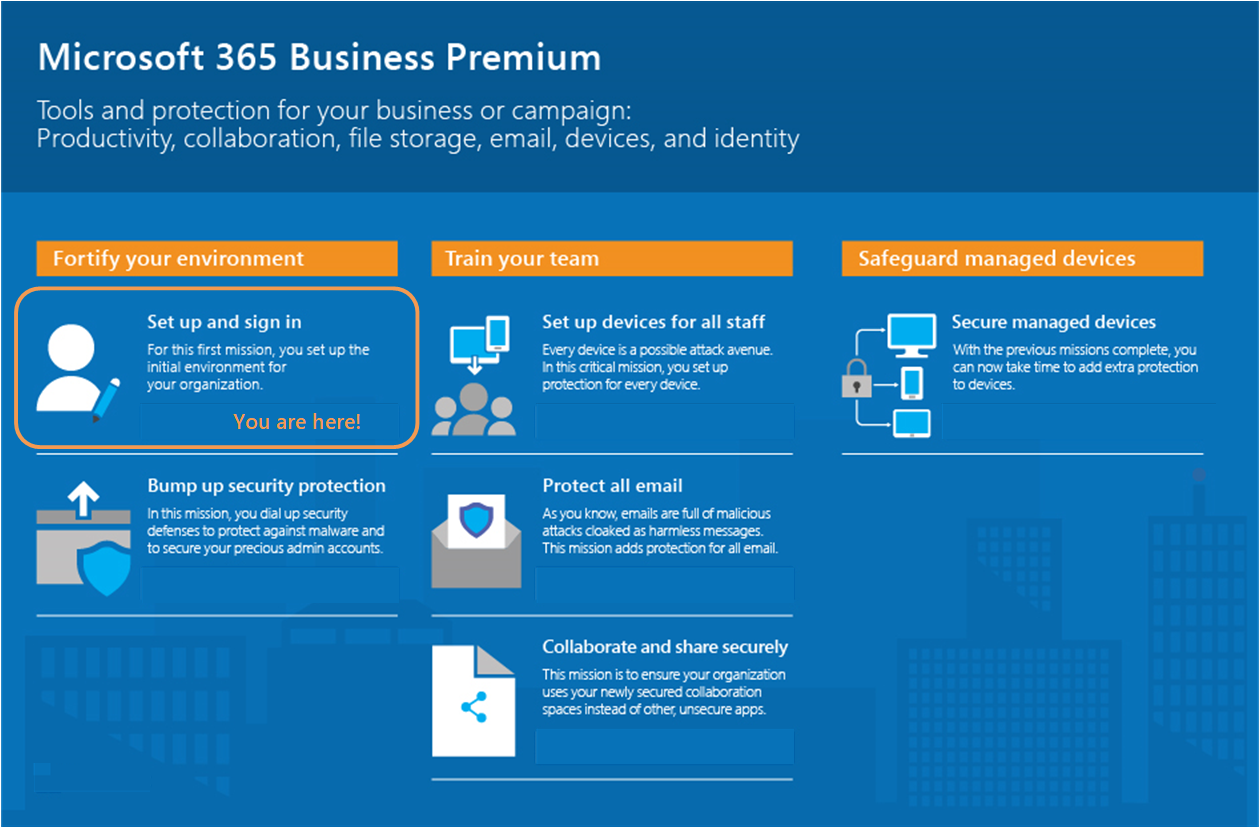 Microsoft 365 Business Premium
Tools and protection for your business or campaign:
Productivity, collaboration, file storage, email, devices, and identity
Fortify your environment
Set up and sign in
For this first mission, you set up the
initial environment for
your organization.
You are here!
Bump up security protection
In this mission, you dial up security
defenses to protect against malware and
to secure your precious admin accounts.
Train your team
Set up devices for all staff
Every device is a possible attack avenue.
In this critical mission, you set up
protection for every device.
Protect all email
As you know, emails are full of malicious
attacks cloaked as harmless messages.
This mission adds protection for all email.
Collaborate and share securely
This mission is to ensure your organization
uses your newly secured collaboration
spaces instead of other, unsecure apps.
Safeguard managed devices
Secure managed devices
With the previous missions complete, you
can now take time to add extra protection
to devices.